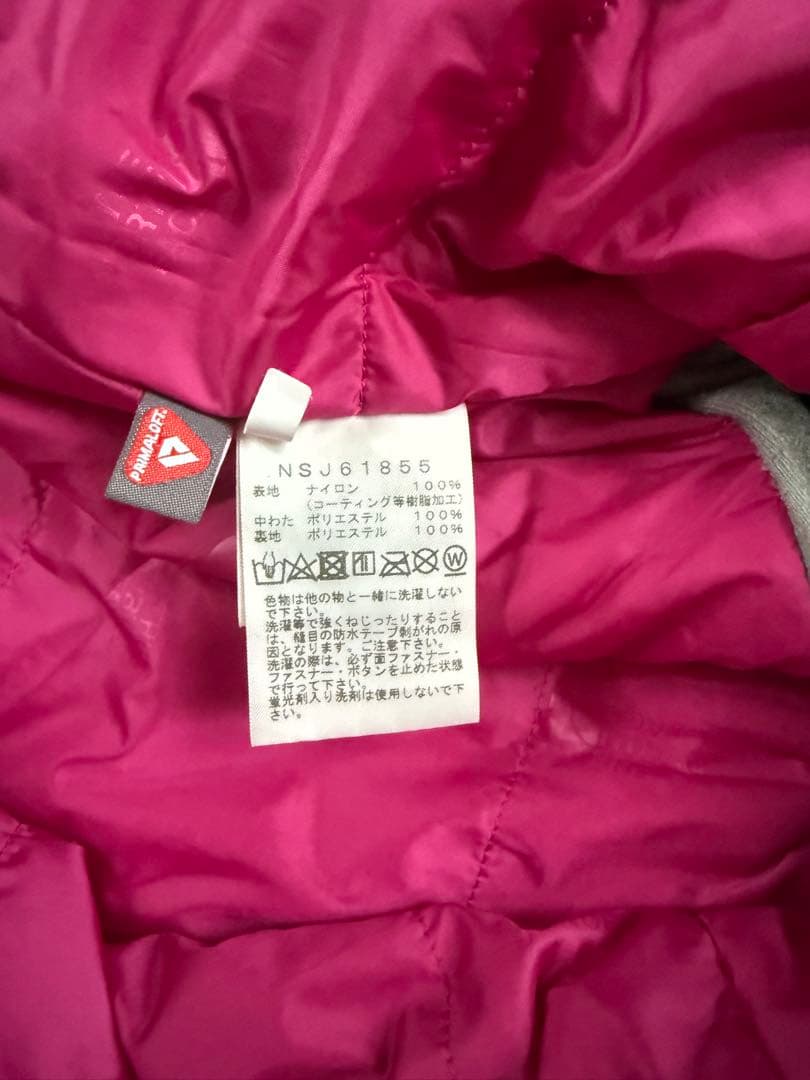 PRIMALOFT®
NSJ61855
表地 ナイロン 100%
(コーティング等樹脂加工)
中わた ポリエステル 100%
裏地 ポリエステル 100%
W
色物は他の物と一緒に洗濯しない
で下さい。
洗濯等で強くねじったりすること
は、縫目の防水テープ剥がれの原
因となります。ご注意下さい。
洗濯の際は、必ず面ファスナー・
ファスナー・ボタンを止めた状態
で行って下さい。
蛍光剤入り洗剤は使用しないで下
さい。